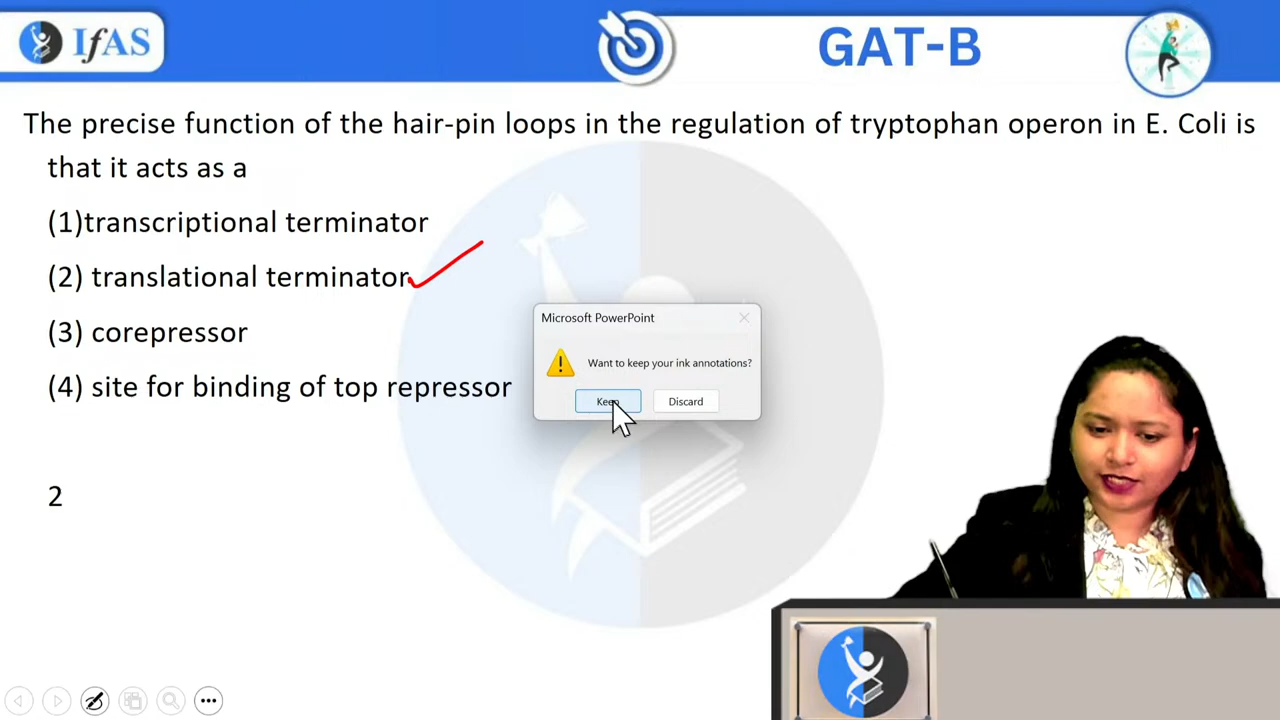 IfAS
GAT-B
The precise function of the hair-pin loops in the regulation of tryptophan operon in E. Coli is
that it acts as a
(1)transcriptional terminator
(2) translational terminator
(3) corepressor
(4) site for binding of top repressor
Microsoft PowerPoint
Want to keep your ink annotations?
Keep Discard
2